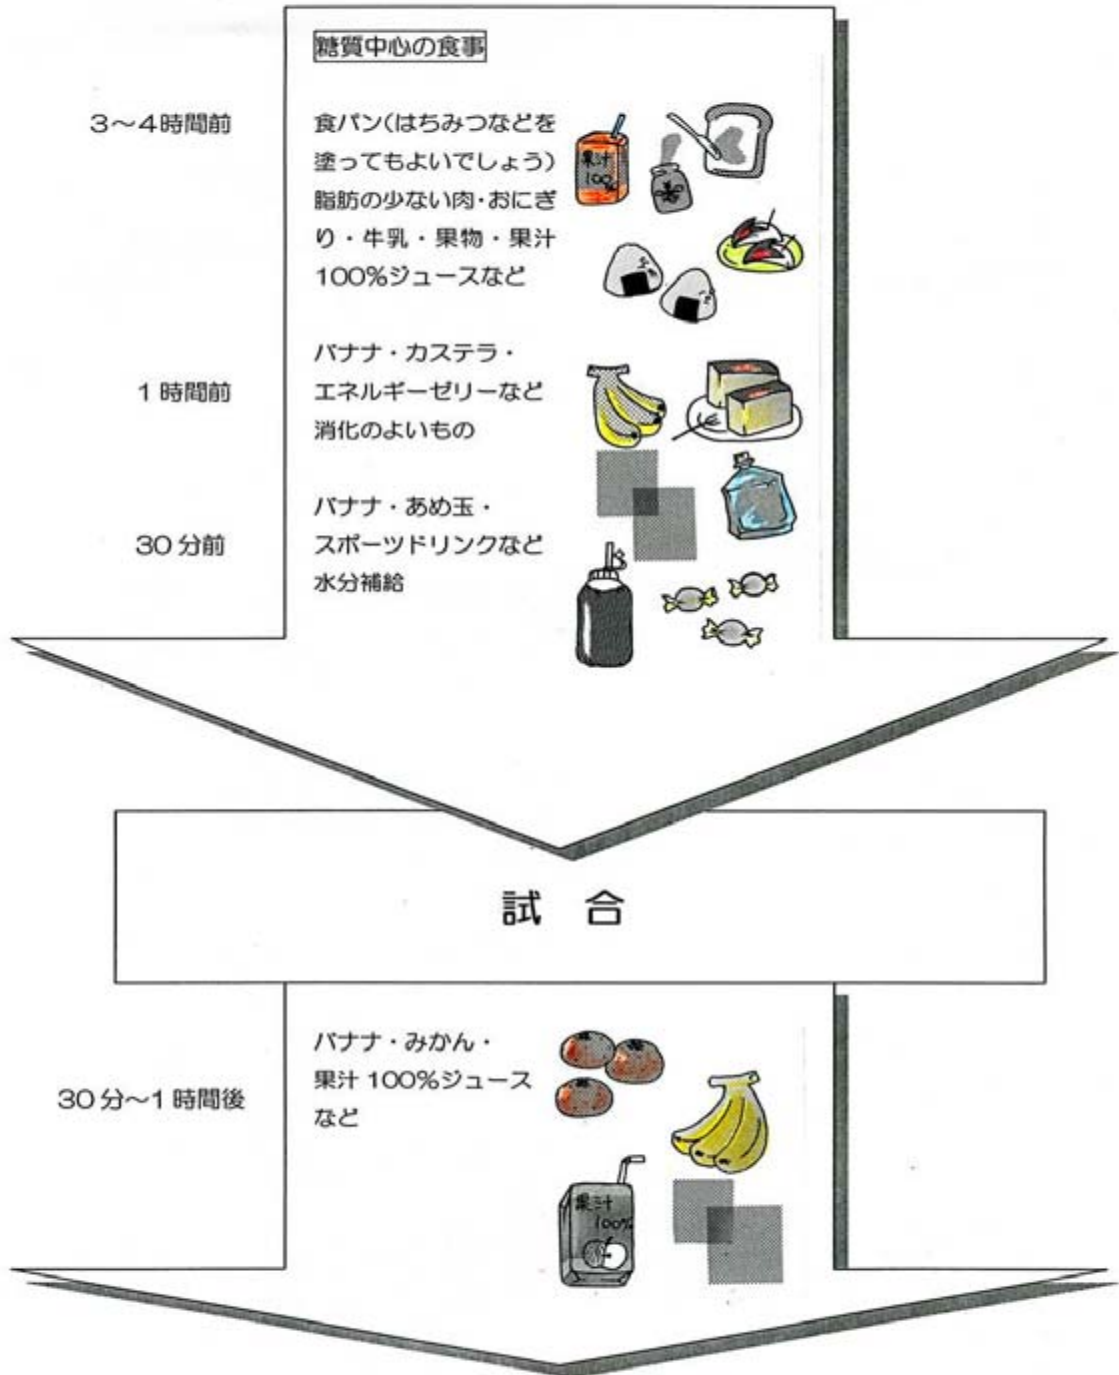 糖質中心の食事
3〜4時間前
食パン(はちみつなどを
塗ってもよいでしょう)
脂肪の少ない肉・おにぎ
り・牛乳・果物・果汁
100%ジュースなど
果汁
100%
1時間前
バナナ・カステラ・
エネルギーゼリーなど
消化のよいもの
30分前
バナナ・あめ玉・
スポーツドリンクなど
水分補給
試 合
30分〜1時間後
バナナ・みかん・
果汁100%ジュース
など
果汁
100%